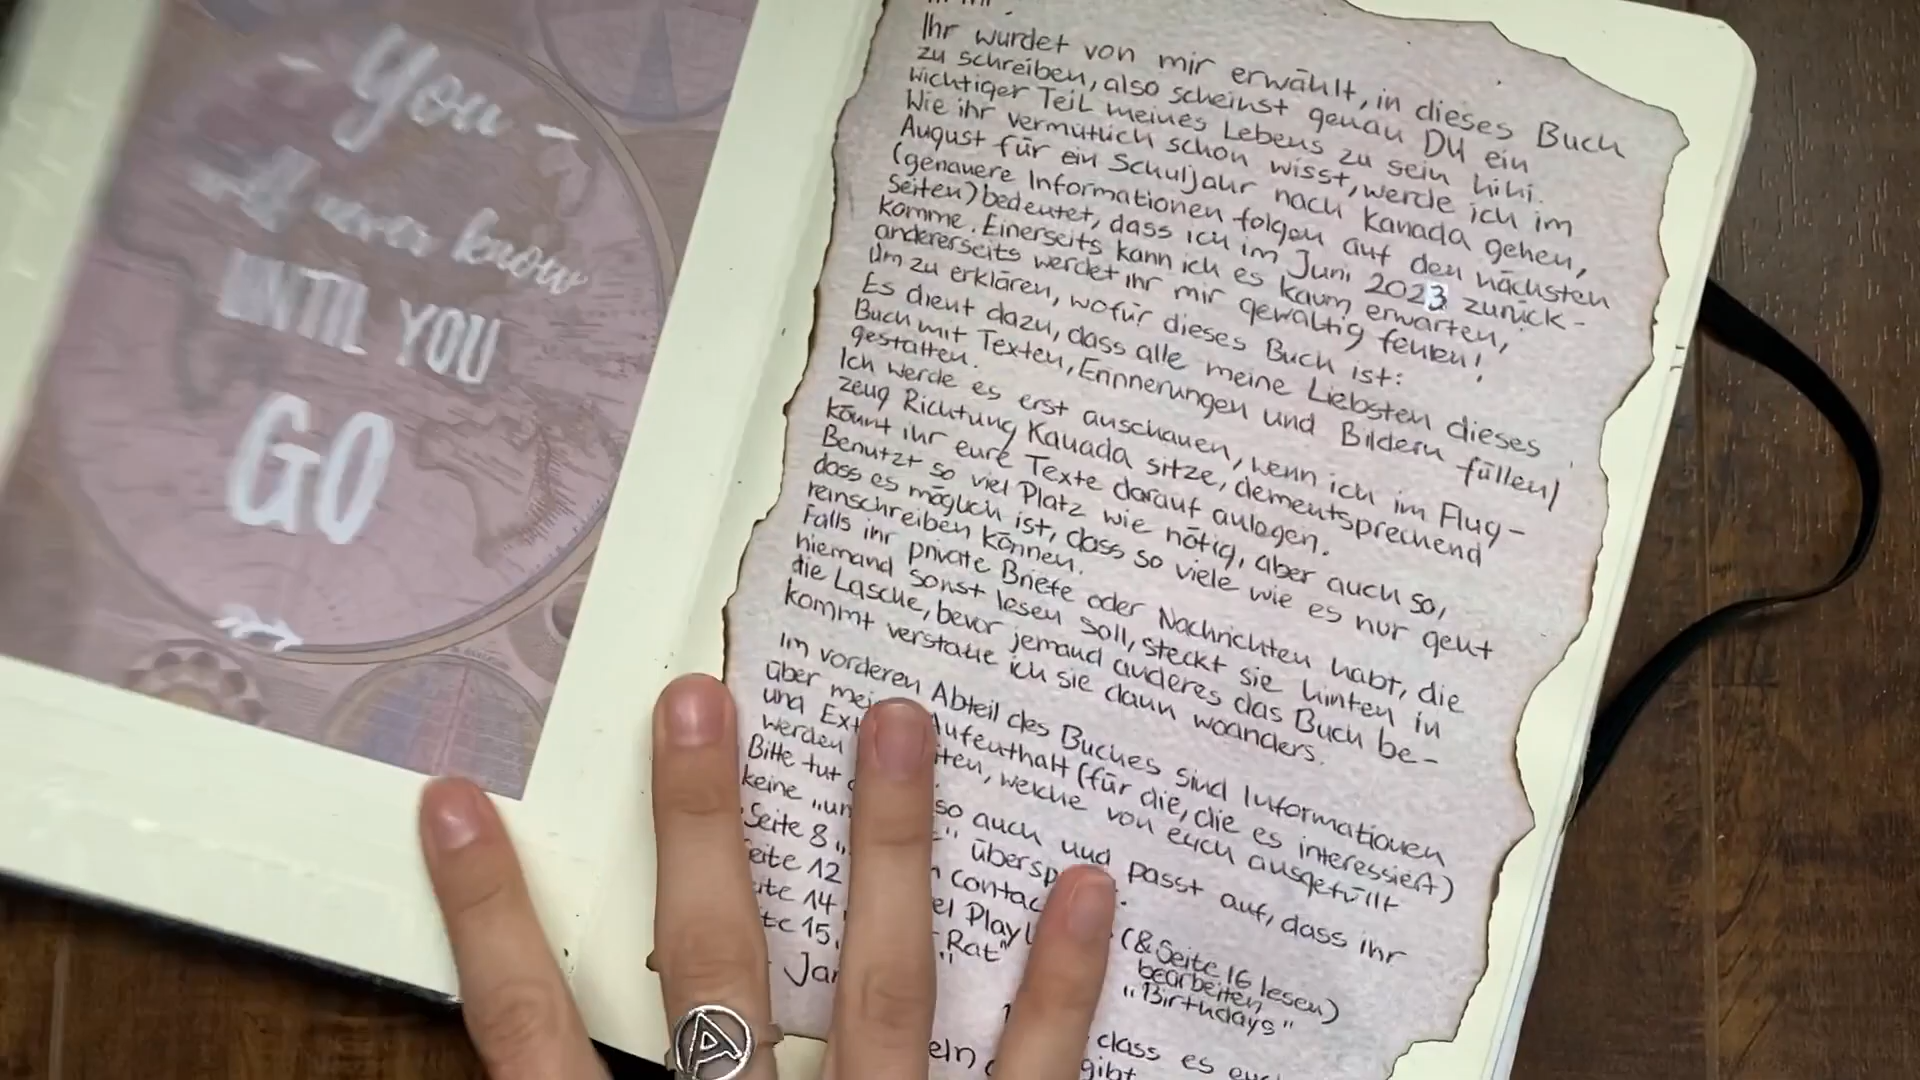 You
will never know
UNTIL YOU
GO
Ihr wurdet von mir erwählt, in dieses Buch
zu schreiben, also scheinst genau DU ein
wichtiger Teil meines Lebens zu sein hihi.
Wie ihr vermutlich schon wisst, werde ich im
August für ein Schuljahr nach Kanada gehen,
(genauere Informationen folgen auf den nächsten
Seiten) bedeutet, dass ich im Juni 2023 zurück-
komme. Einerseits kann ich es kaum erwarten,
andererseits werdet ihr mir gewaltig fehlen!
Um zu erklären, wofür dieses Buch ist:
Es dient dazu, dass alle meine Liebsten dieses
Buch mit Texten, Erinnerungen und Bildern füllen/
gestalten.
Ich werde es erst anschauen, wenn ich im Flug-
zeug Richtung Kanada sitze, dementsprechend
könnt ihr eure Texte darauf anlegen.
Benutzt so viel Platz wie nötig, aber auch so,
dass es möglich ist, dass so viele wie es nur geht
reinschreiben können.
Falls ihr private Briefe oder Nachrichten habt, die
niemand sonst lesen soll, steckt sie hinten in
die Lasche, bevor jemand anderes das Buch be-
kommt verstaue ich sie dann woanders.
Im vorderen Abteil des Buches sind Informationen
über Aufenthalt (für die, die es interessiert)
und welche von euch ausgefüllt
werden
Bitte tut so auch und passt auf, dass ihr
keine
Seite 8 (& Seite 16 lesen)
Seite 12 bearbeiten
Seite 14 "Birthdays"
Seite 15 Rat"
dass es
gibt